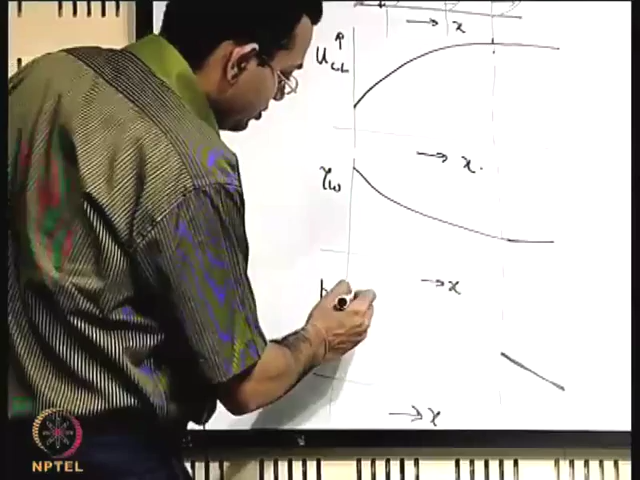 → x
↑
U_CL
→ x.
τ_w
→ x
→ x
NPTEL